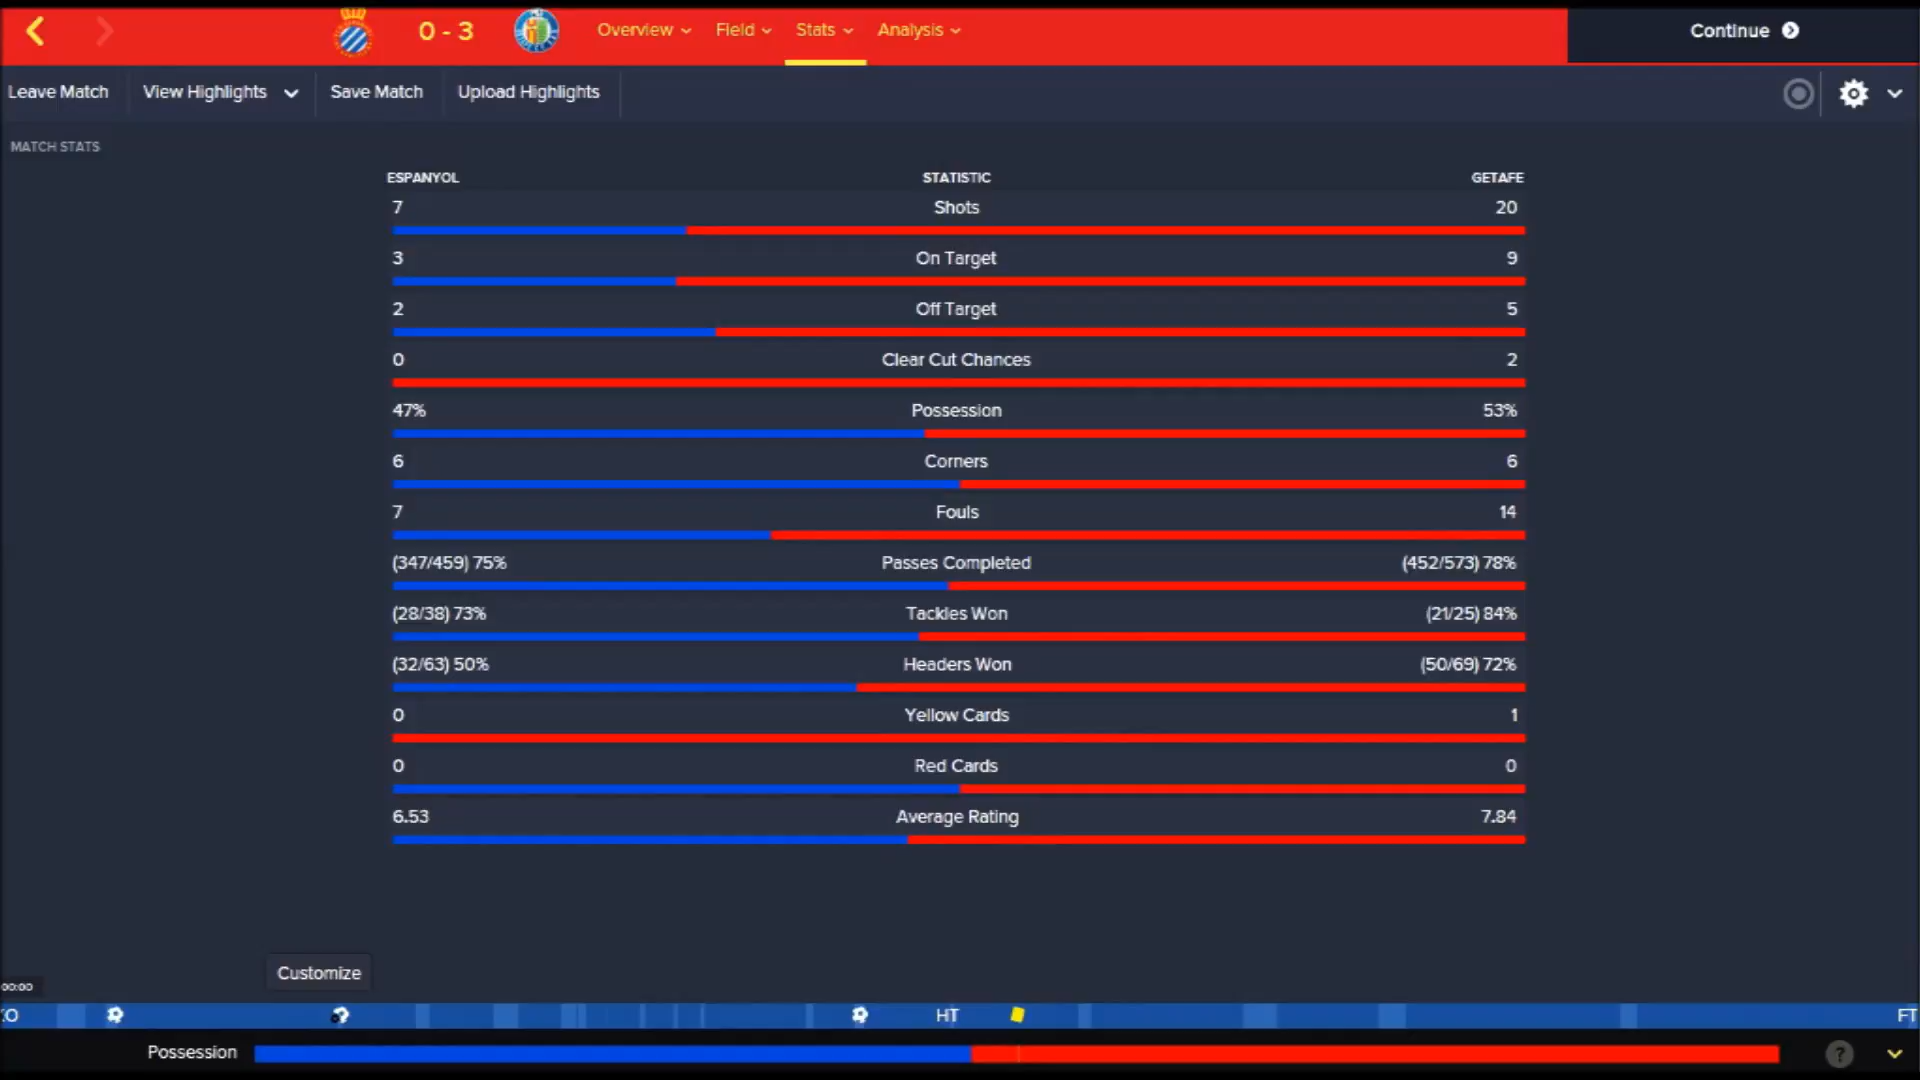 0 - 3 Overview Field Stats Analysis Continue
Leave Match View Highlights Save Match Upload Highlights
MATCH STATS
ESPANYOL STATISTIC GETAFE
7 Shots 20
3 On Target 9
2 Off Target 5
0 Clear Cut Chances 2
47% Possession 53%
6 Corners 6
7 Fouls 14
(347/459) 75% Passes Completed (452/573) 78%
(28/38) 73% Tackles Won (21/25) 84%
(32/63) 50% Headers Won (50/69) 72%
0 Yellow Cards 1
0 Red Cards 0
6.53 Average Rating 7.84
Customize
00:00
KO HT FT
Possession ?